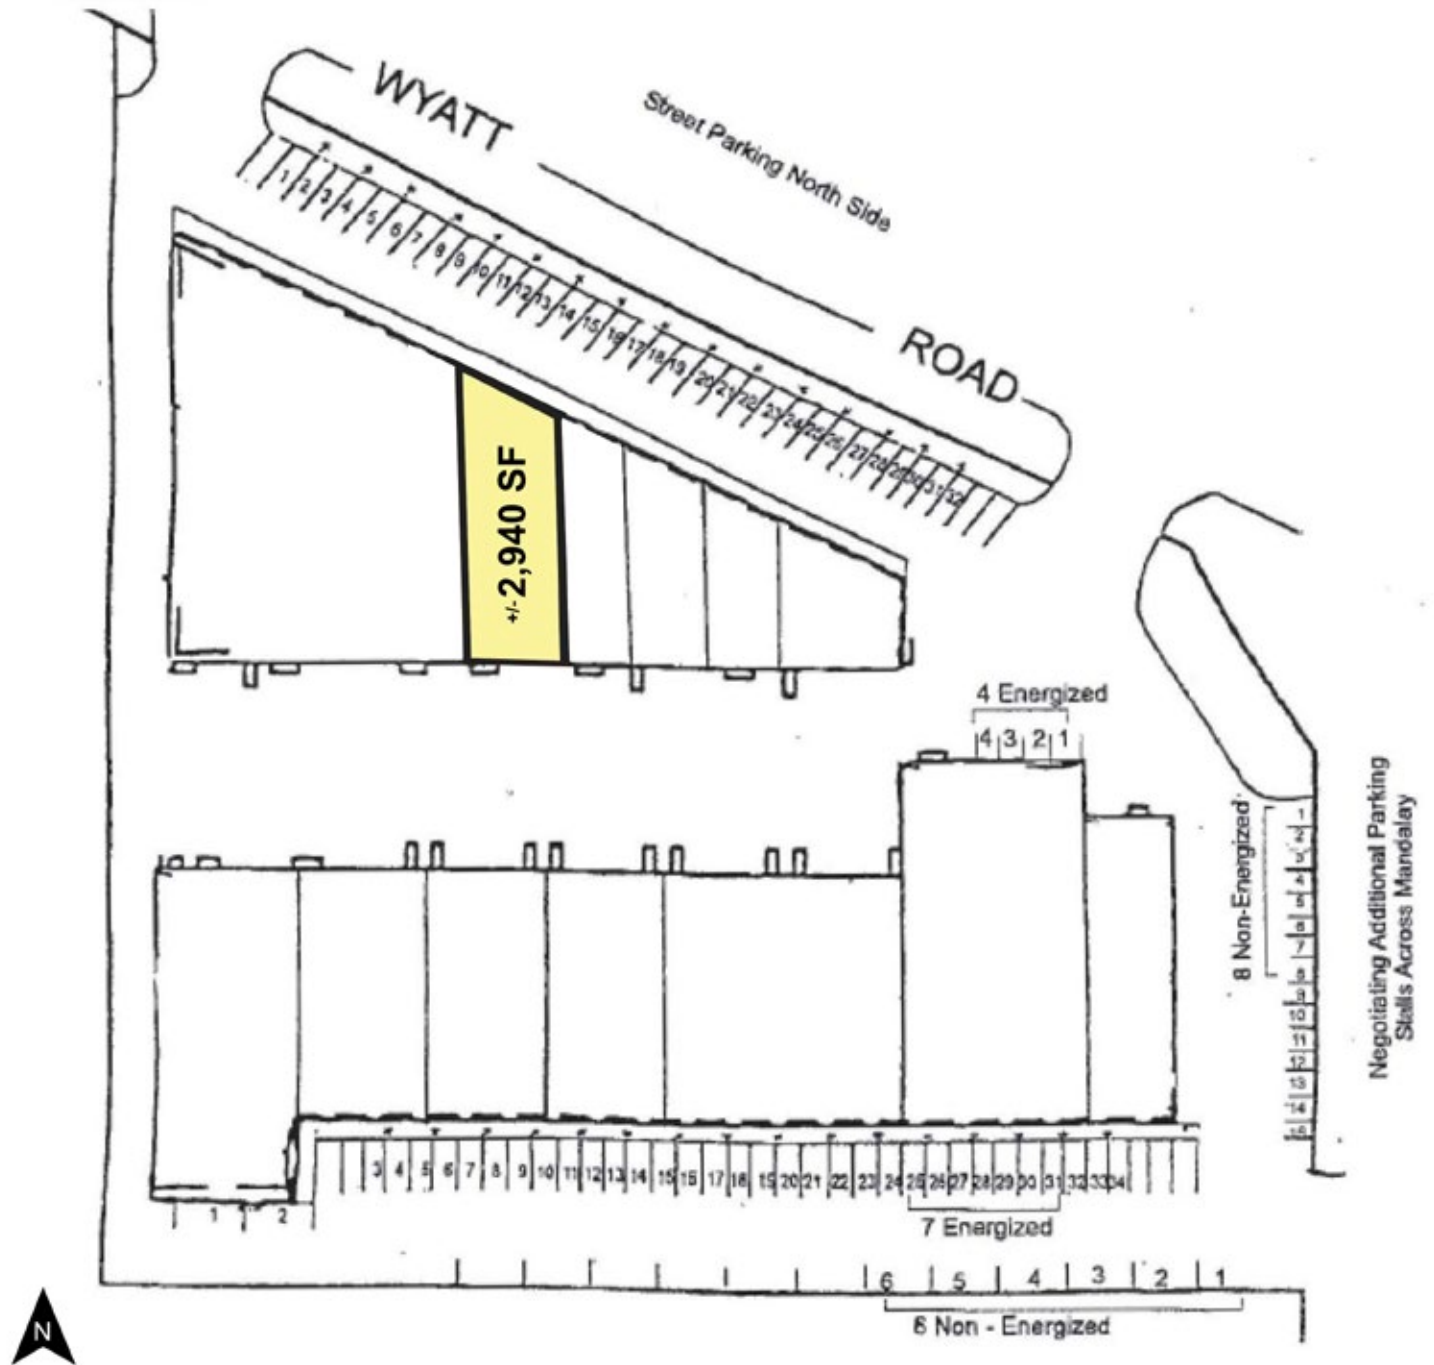 WYATT
Street Parking North Side
ROAD
1 2 3 4 5 6 7 8 9 10 11 12 13 14 15 16 17 18 19 20 21 22 23 24 25 26 27 28 29 30 31 32
+/-2,940 SF
4 Energized
4 3 2 1
8 Non-Energized
1
2
3
4
5
6
7
8
9
10
11
12
13
14
15
Negotiating Additional Parking
Stalls Across Mandalay
3 4 5 6 7 8 9 10 11 12 13 14 15 16 17 18 19 20 21 22 23 24 25 26 27 28 29 30 31 32 33 34
1 2
7 Energized
6 5 4 3 2 1
6 Non - Energized
N